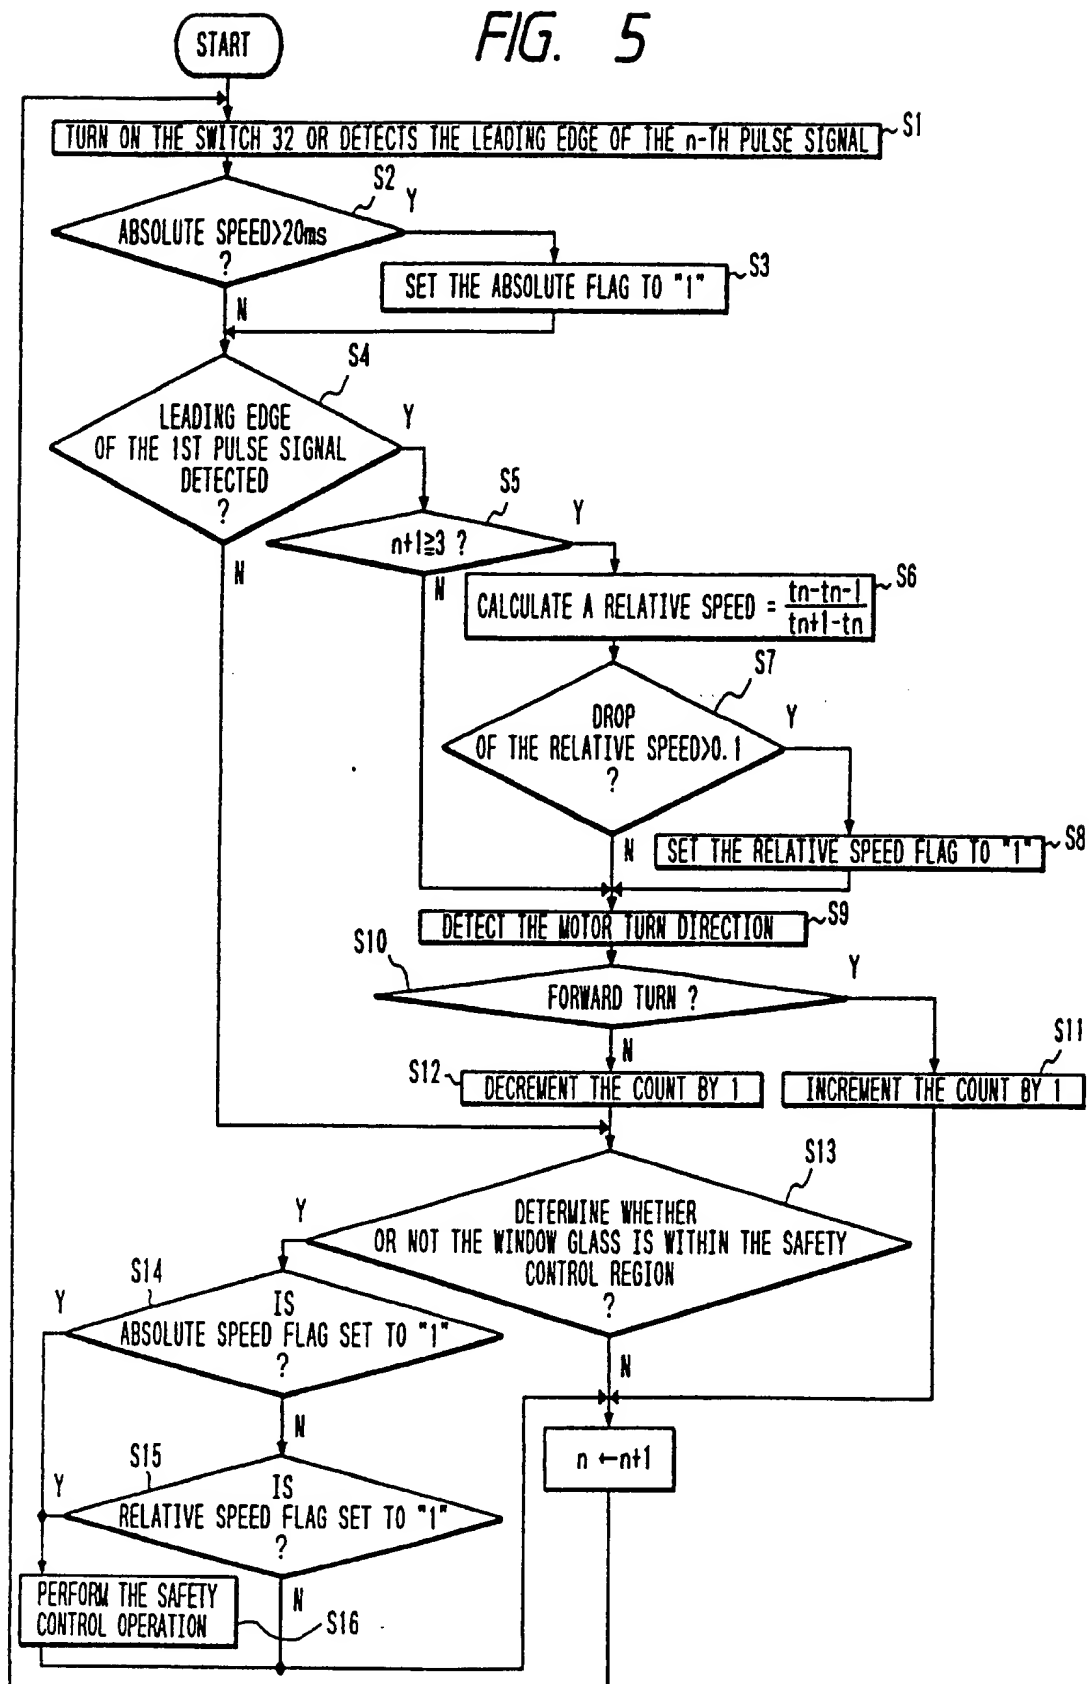 FIG. 5
START
TURN ON THE SWITCH 32 OR DETECTS THE LEADING EDGE OF THE n-TH PULSE SIGNAL
S1
S2
Y
ABSOLUTE SPEED>20ms
?
N
S3
SET THE ABSOLUTE FLAG TO "1"
S4
Y
LEADING EDGE
OF THE 1ST PULSE SIGNAL
DETECTED
?
N
S5
Y
n+1≧3 ?
N
S6
CALCULATE A RELATIVE SPEED = tn-tn-1
tn+1-tn
S7
Y
DROP
OF THE RELATIVE SPEED>0.1
?
N
SET THE RELATIVE SPEED FLAG TO "1"
S8
DETECT THE MOTOR TURN DIRECTION
S9
S10
Y
FORWARD TURN ?
N
S11
S12
DECREMENT THE COUNT BY 1
INCREMENT THE COUNT BY 1
S13
Y
DETERMINE WHETHER
OR NOT THE WINDOW GLASS IS WITHIN THE SAFETY
CONTROL REGION
?
N
S14
Y
IS
ABSOLUTE SPEED FLAG SET TO "1"
?
N
n ←n+1
S15
Y
IS
RELATIVE SPEED FLAG SET TO "1"
?
N
PERFORM THE SAFETY
CONTROL OPERATION
S16